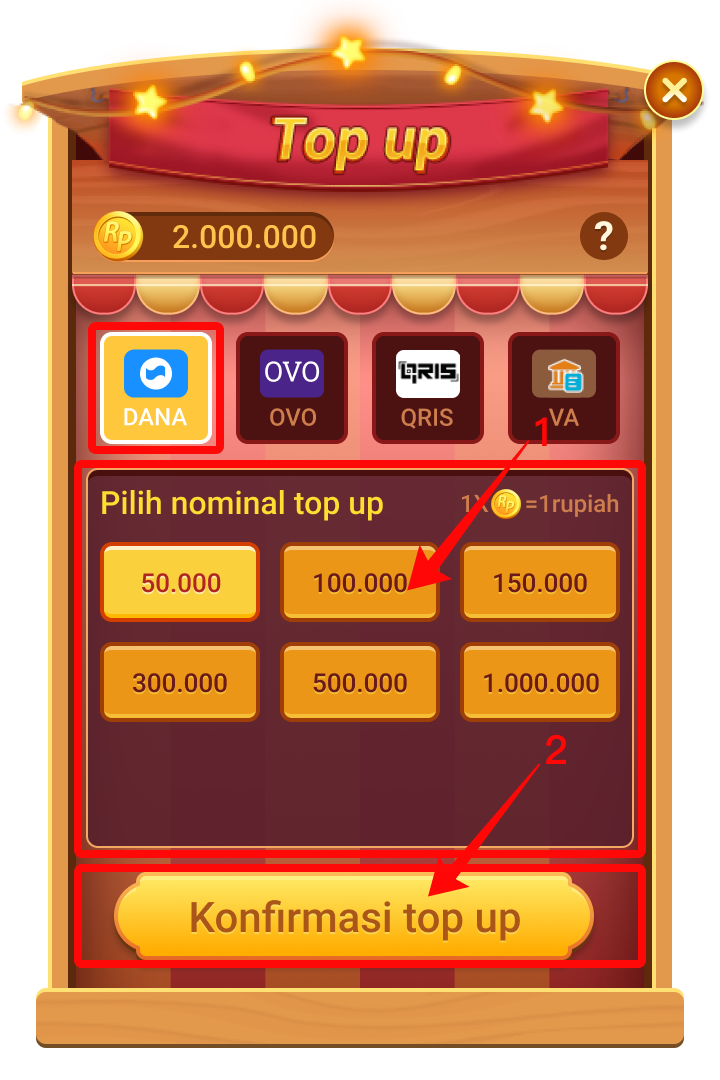 Top up
Rp 2.000.000 ?
OVO QRIS
DANA OVO QRIS VA
1
Pilih nominal top up 1X Rp =1rupiah
50.000 100.000 150.000
300.000 500.000 1.000.000
2
Konfirmasi top up